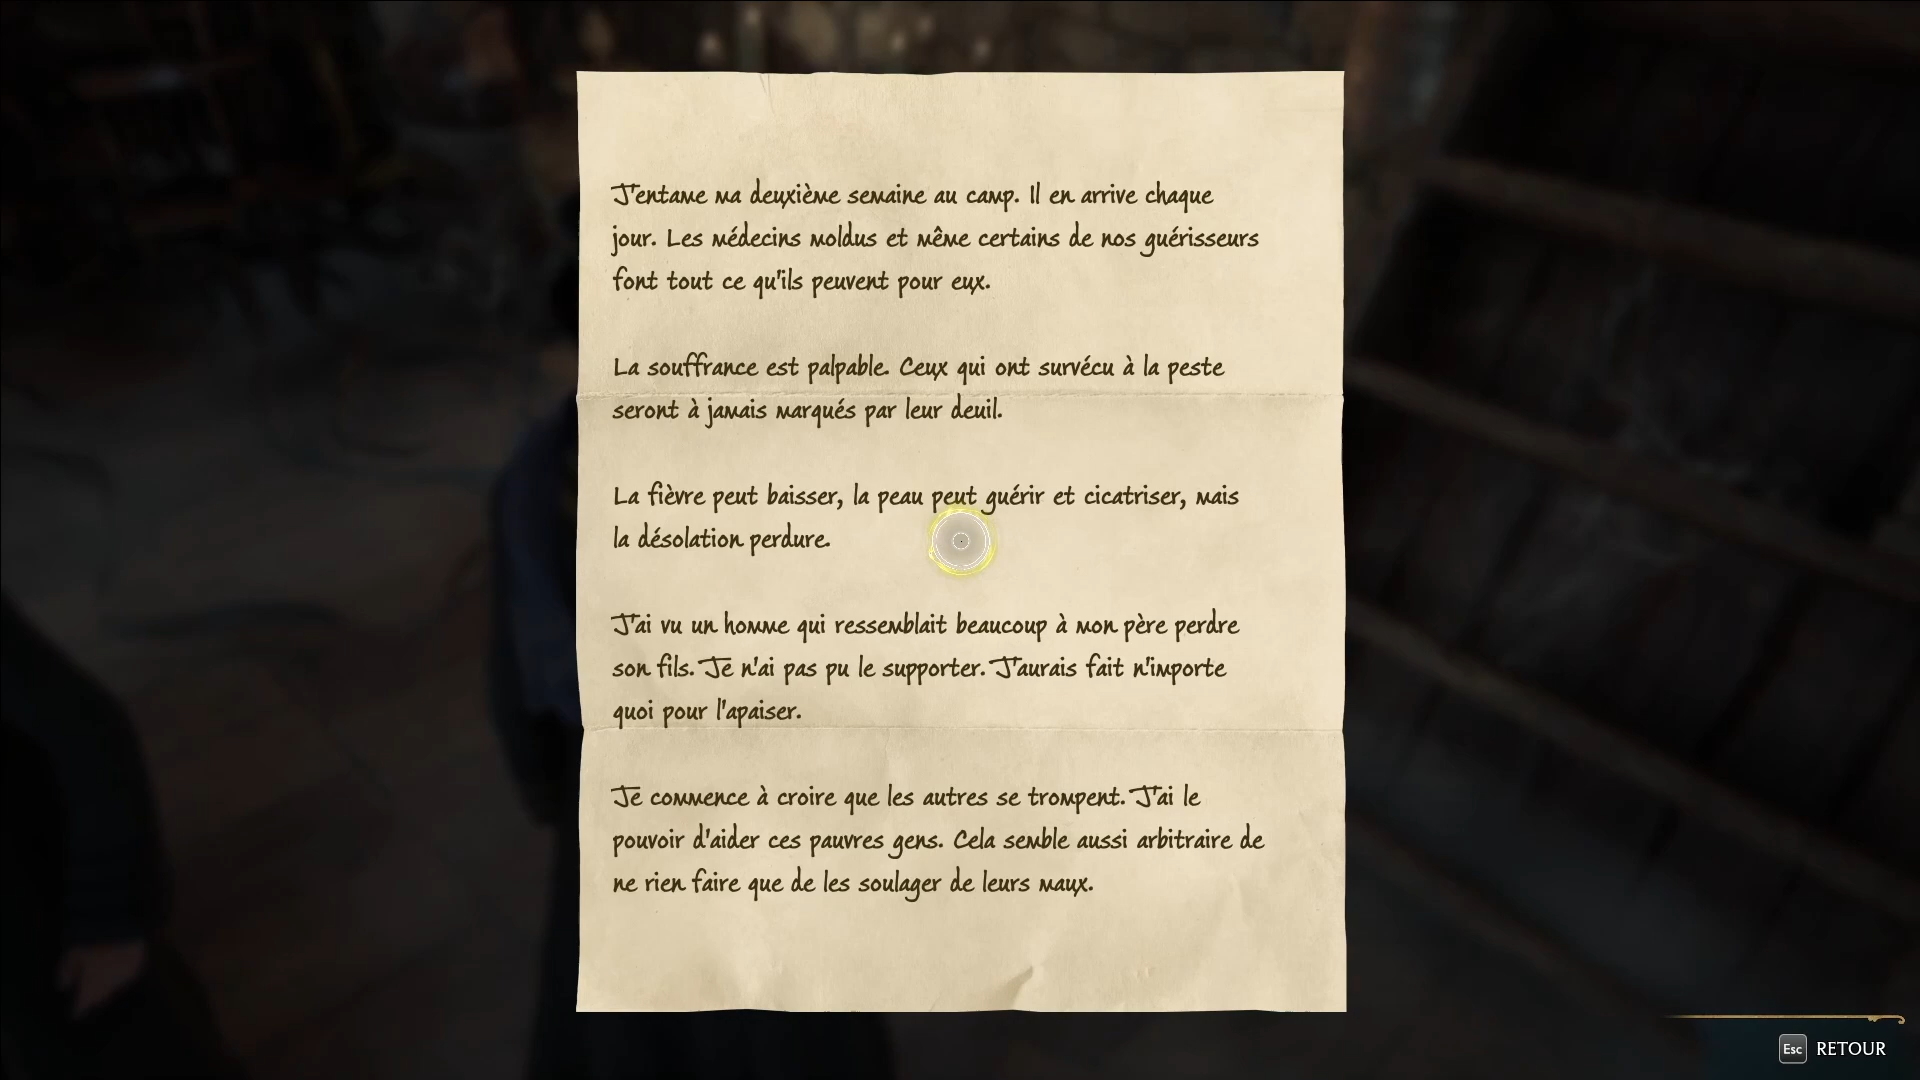 J'entame ma deuxième semaine au camp. Il en arrive chaque
jour. Les médecins moldus et même certains de nos guérisseurs
font tout ce qu'ils peuvent pour eux.
La souffrance est palpable. Ceux qui ont survécu à la peste
seront à jamais marqués par leur deuil.
La fièvre peut baisser, la peau peut guérir et cicatriser, mais
la désolation perdure.
J'ai vu un homme qui ressemblait beaucoup à mon père perdre
son fils. Je n'ai pas pu le supporter. J'aurais fait n'importe
quoi pour l'apaiser.
Je commence à croire que les autres se trompent. J'ai le
pouvoir d'aider ces pauvres gens. Cela semble aussi arbitraire de
ne rien faire que de les soulager de leurs maux.
Esc RETOUR